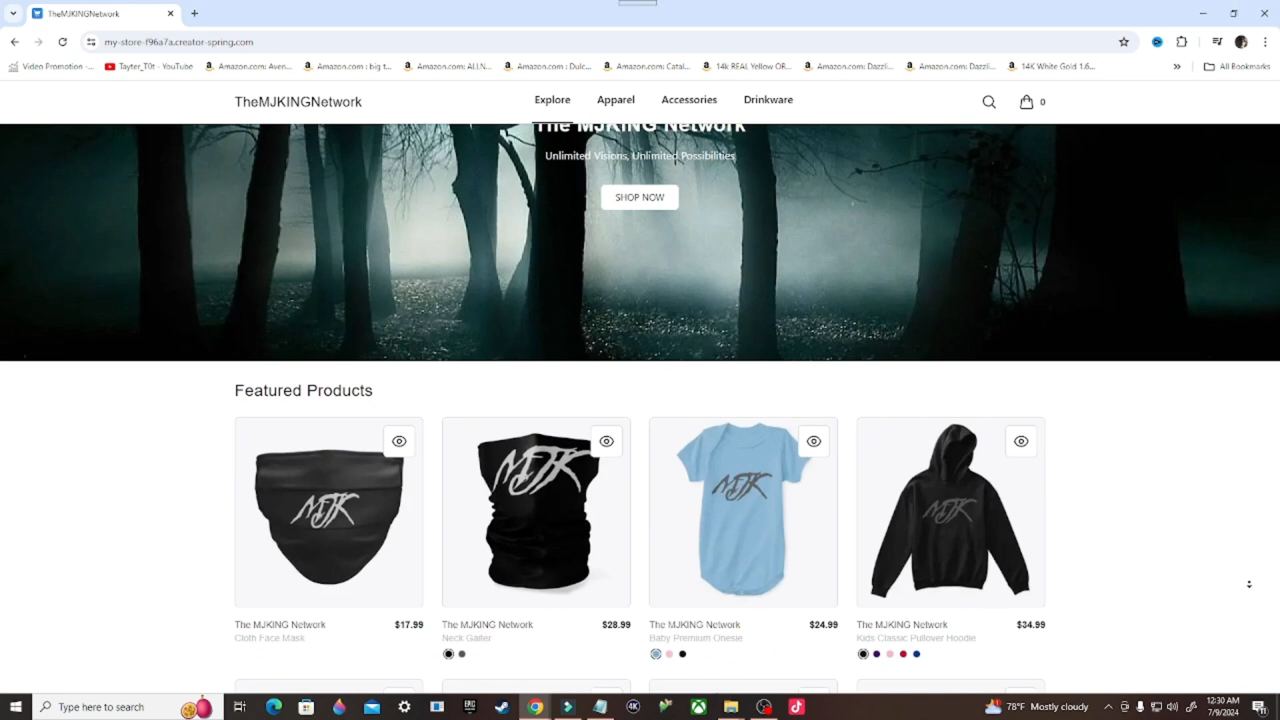 TheMJKINGNetwork
my-store-f96a7a.creator-spring.com
Video Promotion -...
Tayter_T0t - YouTube
Amazon.com: Aven...
Amazon.com : big t...
Amazon.com: ALLN...
Amazon.com : Dulc...
Amazon.com: Catal...
14k REAL Yellow OR...
Amazon.com: Dazzli...
Amazon.com: Dazzli...
14K White Gold 1.6...
All Bookmarks
TheMJKINGNetwork
Explore
Apparel
Accessories
Drinkware
0
The MJKING Network
Unlimited Visions, Unlimited Possibilities
SHOP NOW
Featured Products
MJK
MJK
MJK
MJK
The MJKING Network $17.99
Cloth Face Mask
The MJKING Network $28.99
Neck Gaiter
The MJKING Network $24.99
Baby Premium Onesie
The MJKING Network $34.99
Kids Classic Pullover Hoodie
Type here to search
EPIC
4K
78°F Mostly cloudy
12:30 AM
7/9/2024